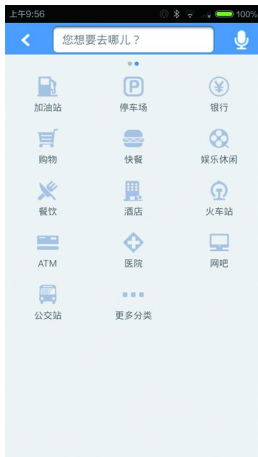 上午9:56 100%
您想要去哪儿？
加油站 停车场 银行
购物 快餐 娱乐休闲
餐饮 酒店 火车站
ATM 医院 网吧
公交站 更多分类